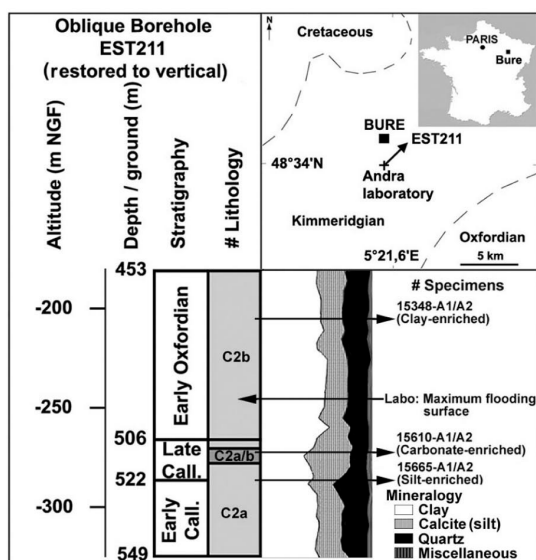 Oblique Borehole
EST211
(restored to vertical)
Altitude (m NGF)
Depth / ground (m)
Stratigraphy
# Lithology
Cretaceous
PARIS
Bure
BURE
EST211
48°34'N
Andra
laboratory
Kimmeridgian
5°21,6'E
Oxfordian
5 km
453
-200
-250
506
522
-300
549
Early Oxfordian
Late
Call.
Early
Call.
C2b
C2a/b
C2a
# Specimens
15348-A1/A2
(Clay-enriched)
Labo: Maximum flooding
surface
15610-A1/A2
(Carbonate-enriched)
15665-A1/A2
(Silt-enriched)
Mineralogy
Clay
Calcite (silt)
Quartz
Miscellaneous